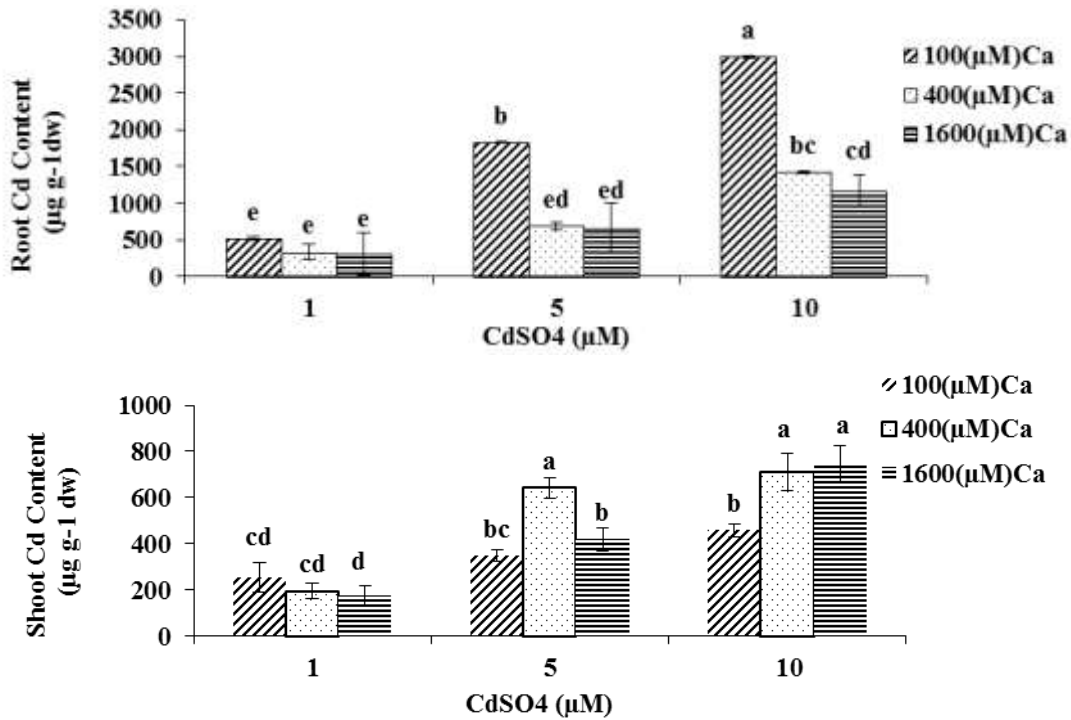 3500
3000
2500
2000
1500
1000
500
0
Root Cd Content
(µg g-1dw)
e e e
b ed ed
a bc cd
1 5 10
CdSO4 (µM)
100(µM)Ca
400(µM)Ca
1600(µM)Ca
1000
800
600
400
200
0
Shoot Cd Content
(µg g-1 dw)
cd cd d
bc a b
b a a
1 5 10
CdSO4 (µM)
100(µM)Ca
400(µM)Ca
1600(µM)Ca